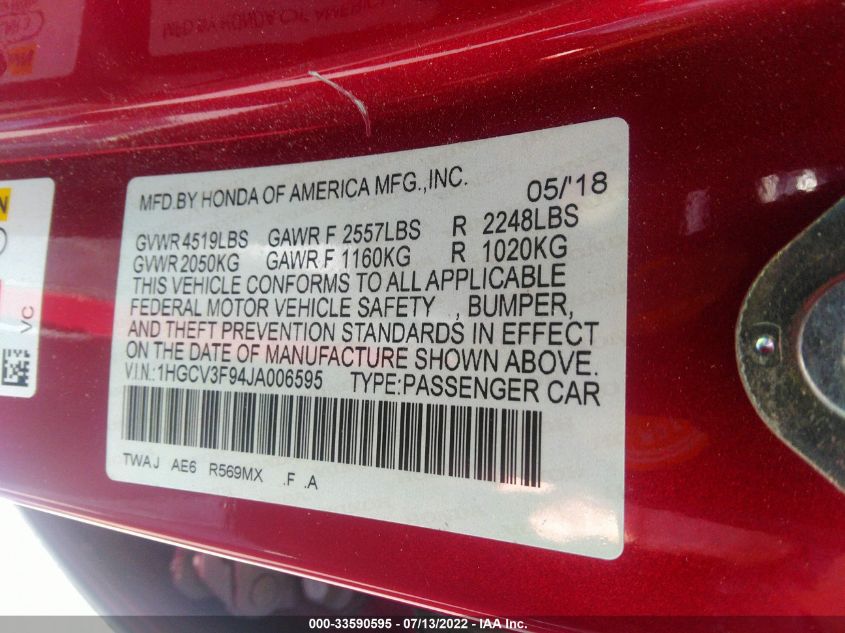 MFD.BY HONDA OF AMERICA MFG.,INC. 05/'18
GVWR 4519LBS GAWR F 2557LBS R 2248LBS
GVWR 2050KG GAWR F 1160KG R 1020KG
THIS VEHICLE CONFORMS TO ALL APPLICABLE
FEDERAL MOTOR VEHICLE SAFETY , BUMPER,
AND THEFT PREVENTION STANDARDS IN EFFECT
ON THE DATE OF MANUFACTURE SHOWN ABOVE.
V.I.N.:1HGCV3F94JA006595 TYPE:PASSENGER CAR
TWAJ AE6 R569MX .F .A
VC
000-33590595 - 07/13/2022 - IAA Inc.